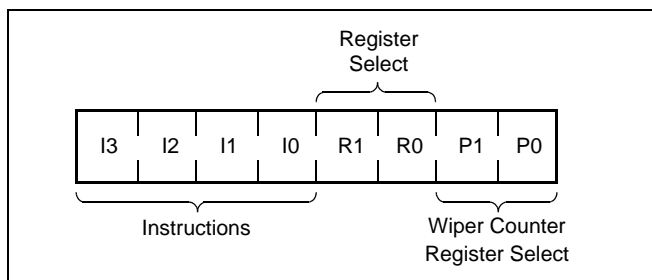 Register
Select
I3 I2 I1 I0 R1 R0 P1 P0
Instructions
Wiper Counter
Register Select